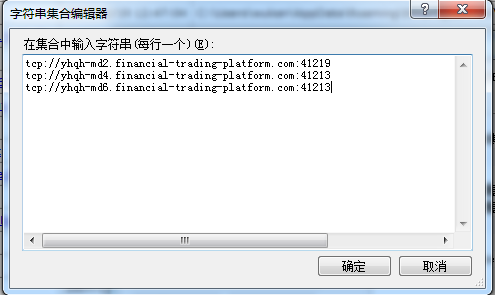 字符串集合编辑器
在集合中输入字符串(每行一个)(E):
tcp://yhqh-md2.financial-trading-platform.com:41219
tcp://yhqh-md4.financial-trading-platform.com:41213
tcp://yhqh-md6.financial-trading-platform.com:41213
确定
取消